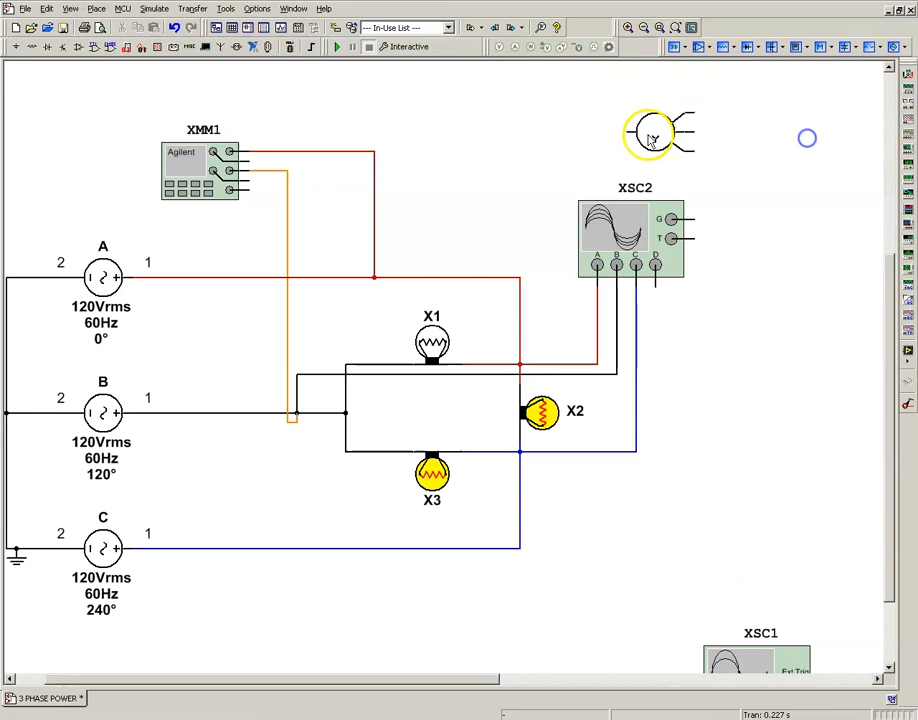 File Edit View Place MCU Simulate Transfer Tools Options Window Help
--- In-Use List ---
Interactive
XMM1
Agilent
XSC2
G
T
A B C D
A
2 1
120Vrms
60Hz
0°
X1
B
2 1
120Vrms
60Hz
120°
X2
X3
C
2 1
120Vrms
60Hz
240°
XSC1
Ext Trig
3 PHASE POWER *
Tran: 0.227 s